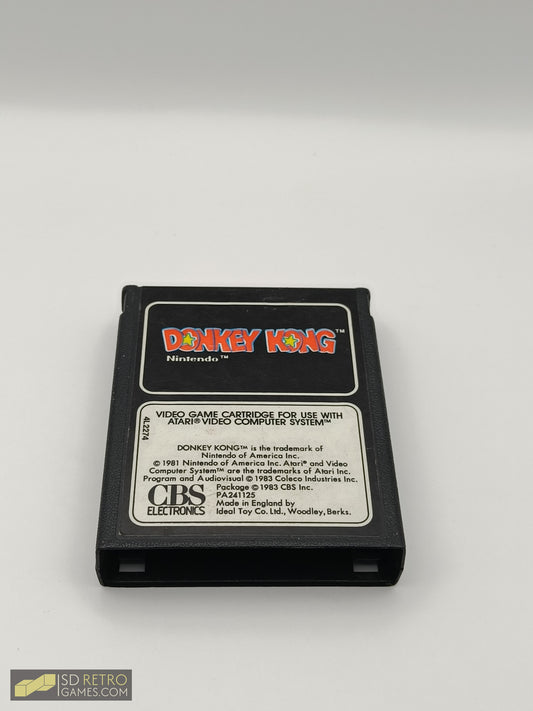 DONKEY KONG™
Nintendo™
VIDEO GAME CARTRIDGE FOR USE WITH
ATARI® VIDEO COMPUTER SYSTEM™
4L2274
DONKEY KONG™ is the trademark of
Nintendo of America Inc.
© 1981 Nintendo of America Inc. Atari® and Video
Computer System™ are the trademarks of Atari Inc.
Program and Audiovisual © 1983 Coleco Industries Inc.
Package © 1983 CBS Inc.
PA241125
Made in England by
Ideal Toy Co. Ltd., Woodley, Berks.
CBS
ELECTRONICS
SD RETRO
GAMES.COM